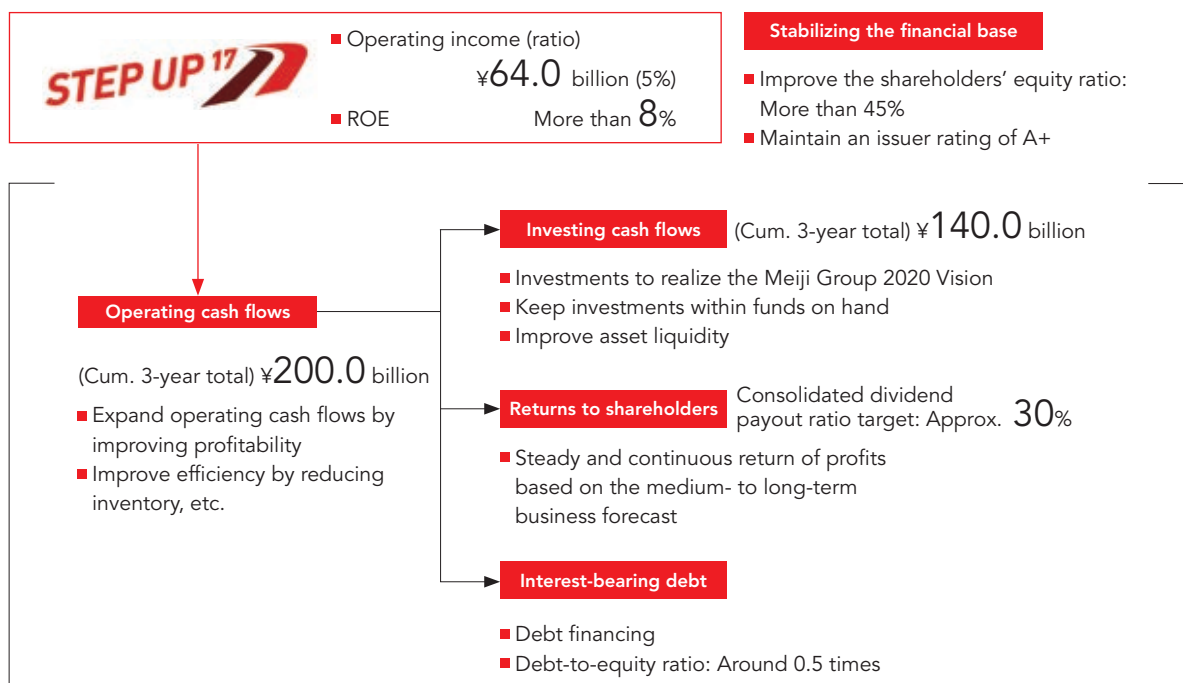 STEP UP 17
Operating income (ratio)
¥64.0 billion (5%)
ROE More than 8%
Stabilizing the financial base
Improve the shareholders' equity ratio:
More than 45%
Maintain an issuer rating of A+
Operating cash flows
(Cum. 3-year total) ¥200.0 billion
Expand operating cash flows by
improving profitability
Improve efficiency by reducing
inventory, etc.
Investing cash flows (Cum. 3-year total) ¥140.0 billion
Investments to realize the Meiji Group 2020 Vision
Keep investments within funds on hand
Improve asset liquidity
Returns to shareholders
Consolidated dividend
payout ratio target: Approx. 30%
Steady and continuous return of profits
based on the medium- to long-term
business forecast
Interest-bearing debt
Debt financing
Debt-to-equity ratio: Around 0.5 times